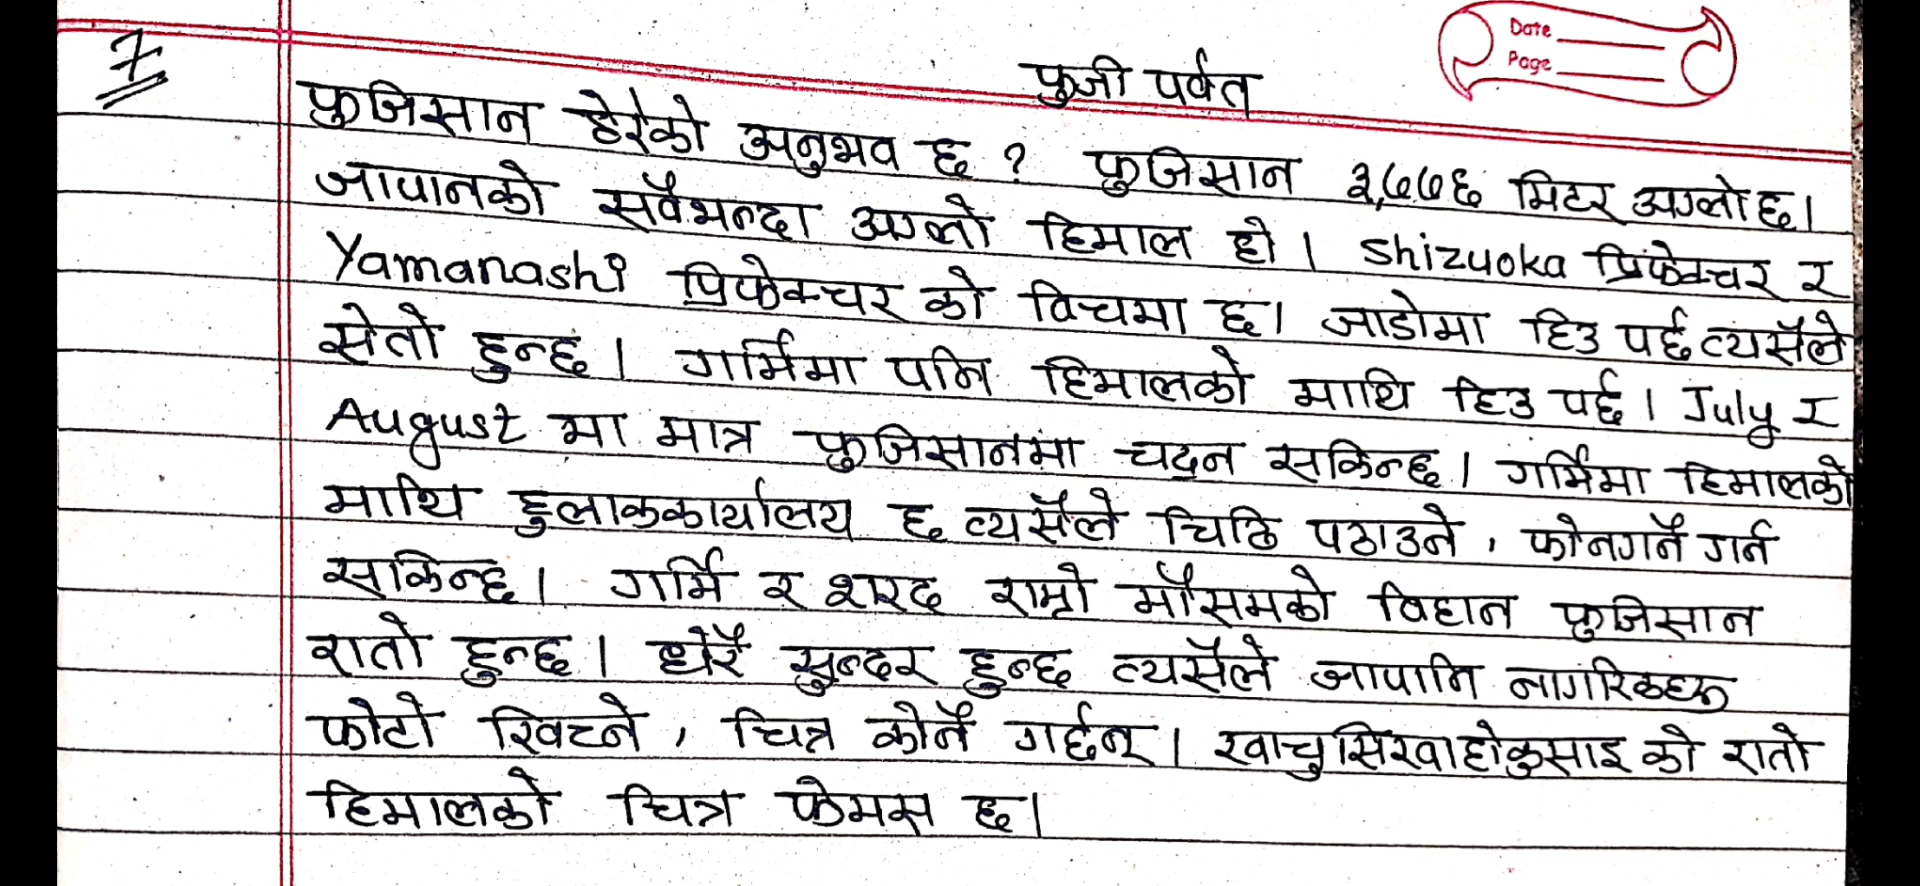 Date
Page
7
फुजी पर्वत
फुजिसान हेरेको अनुभव छ ? फुजिसान ३,७७६ मिटर अग्लो छ।
जापानको सवैभन्दा अग्लो हिमाल हो । Shizuoka प्रिफेक्चर र
Yamanashi प्रिफेक्चर को विचमा छ। जाडोमा हिउ पर्छ त्यसैले
सेतो हुन्छ । गर्मिमा पनि हिमालको माथि हिउ पर्छ । July र
August मा मात्र फुजिसानमा चढ्न सकिन्छ । गर्मिमा हिमालको
माथि हुलाककार्यालय छ त्यसैले चिठि पठाउने , फोनगर्ने गर्न
सकिन्छ । गर्मि र शरद राम्रो मौसमको विहान फुजिसान
रातो हुन्छ । धेरै सुन्दर हुन्छ त्यसैले जापानि नागरिकहरू
फोटो खिच्ने , चित्र कोर्ने गर्छन् । खाचुसिखाहोकुसाइ को रातो
हिमालको चित्र फेमस छ।